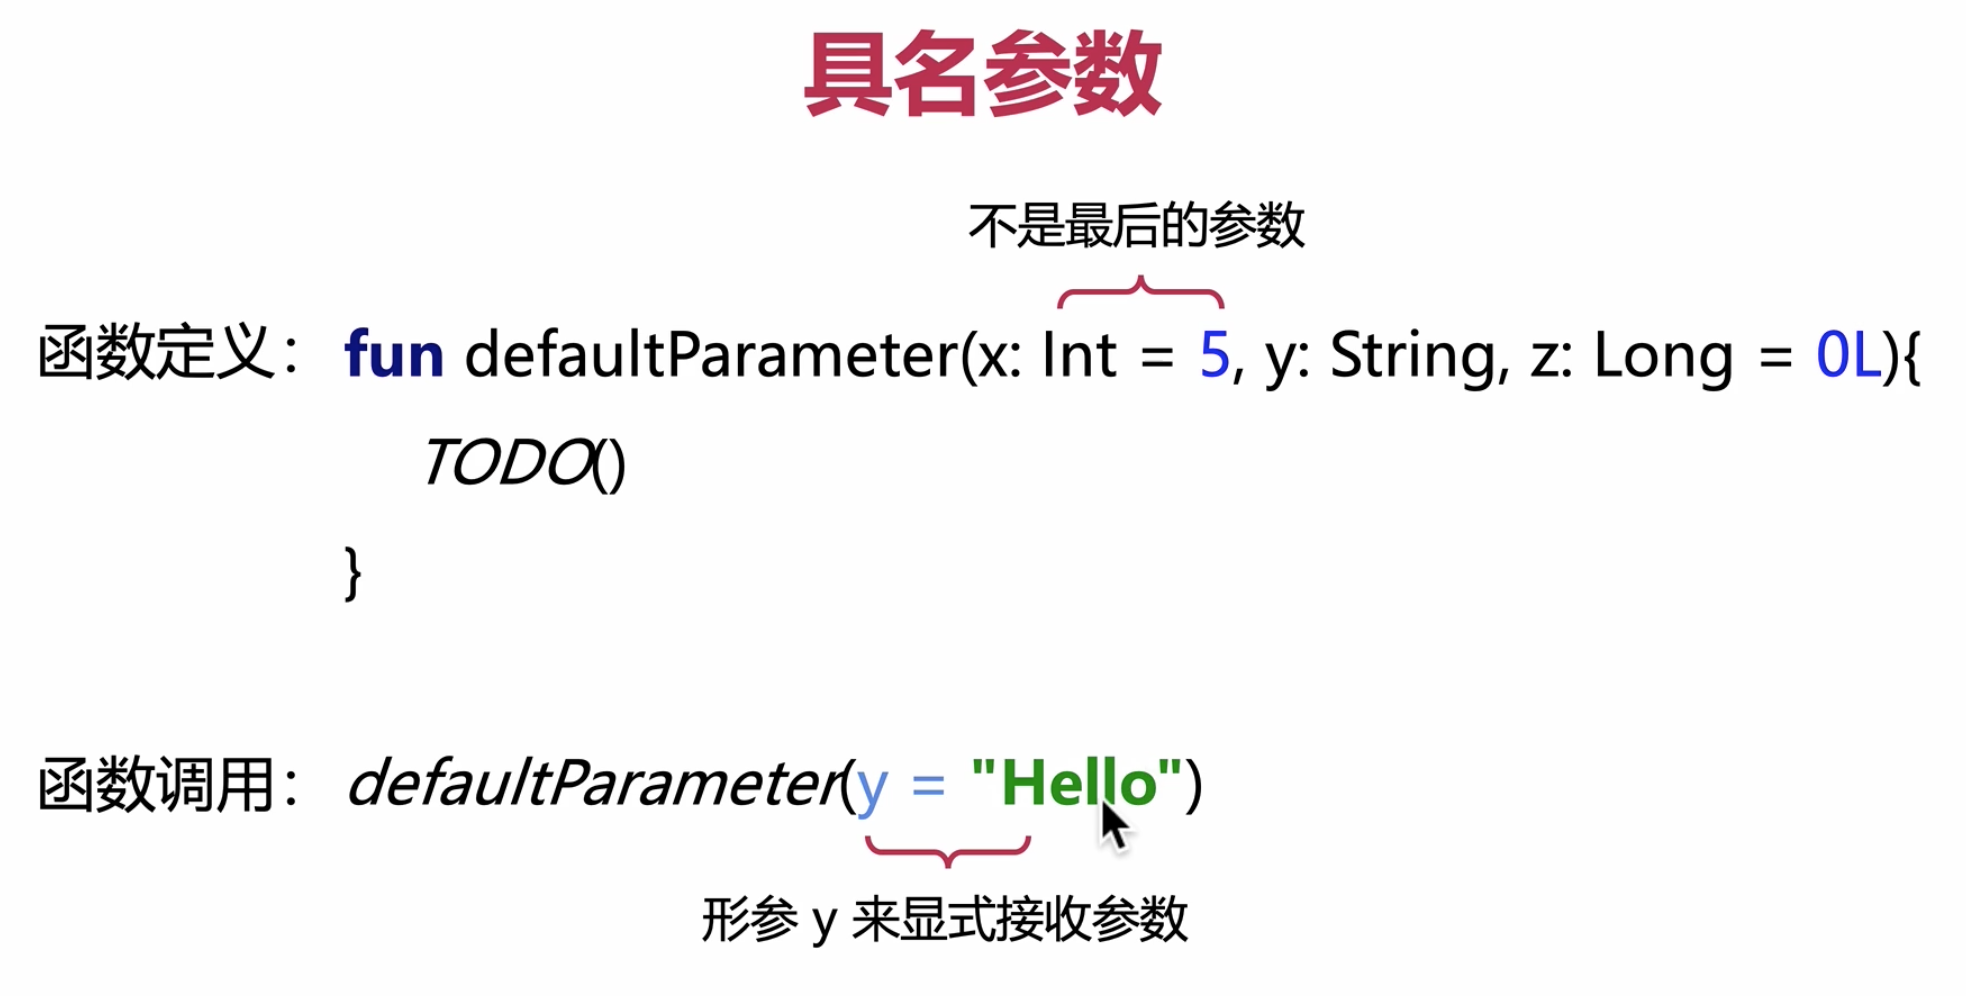 具名参数
不是最后的参数
函数定义： fun defaultParameter(x: Int = 5, y: String, z: Long = 0L){
TODO()
}
函数调用： defaultParameter(y = "Hello")
形参 y 来显式接收参数